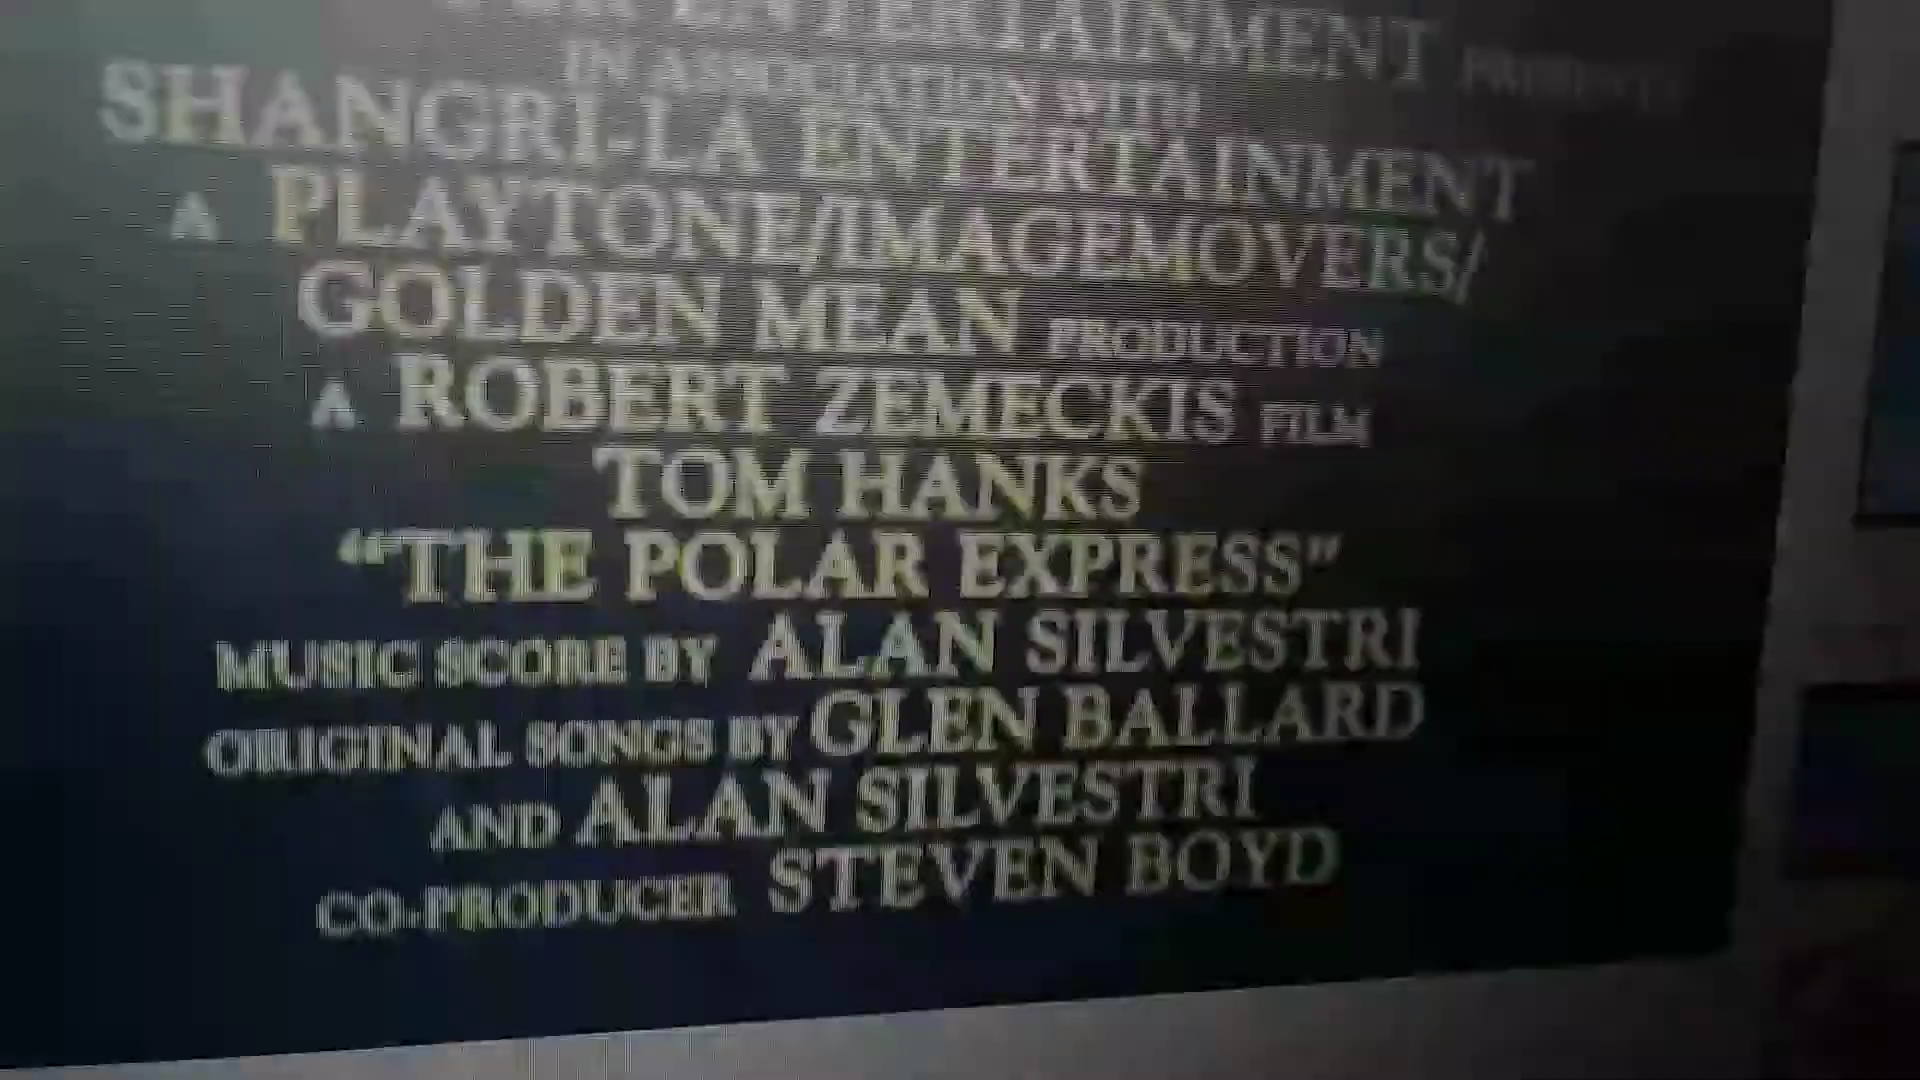 ENTERTAINMENT PRESENTS
IN ASSOCIATION WITH
SHANGRI-LA ENTERTAINMENT
A PLAYTONE/IMAGEMOVERS/
GOLDEN MEAN PRODUCTION
A ROBERT ZEMECKIS FILM
TOM HANKS
“THE POLAR EXPRESS”
MUSIC SCORE BY ALAN SILVESTRI
ORIGINAL SONGS BY GLEN BALLARD
AND ALAN SILVESTRI
CO-PRODUCER STEVEN BOYD